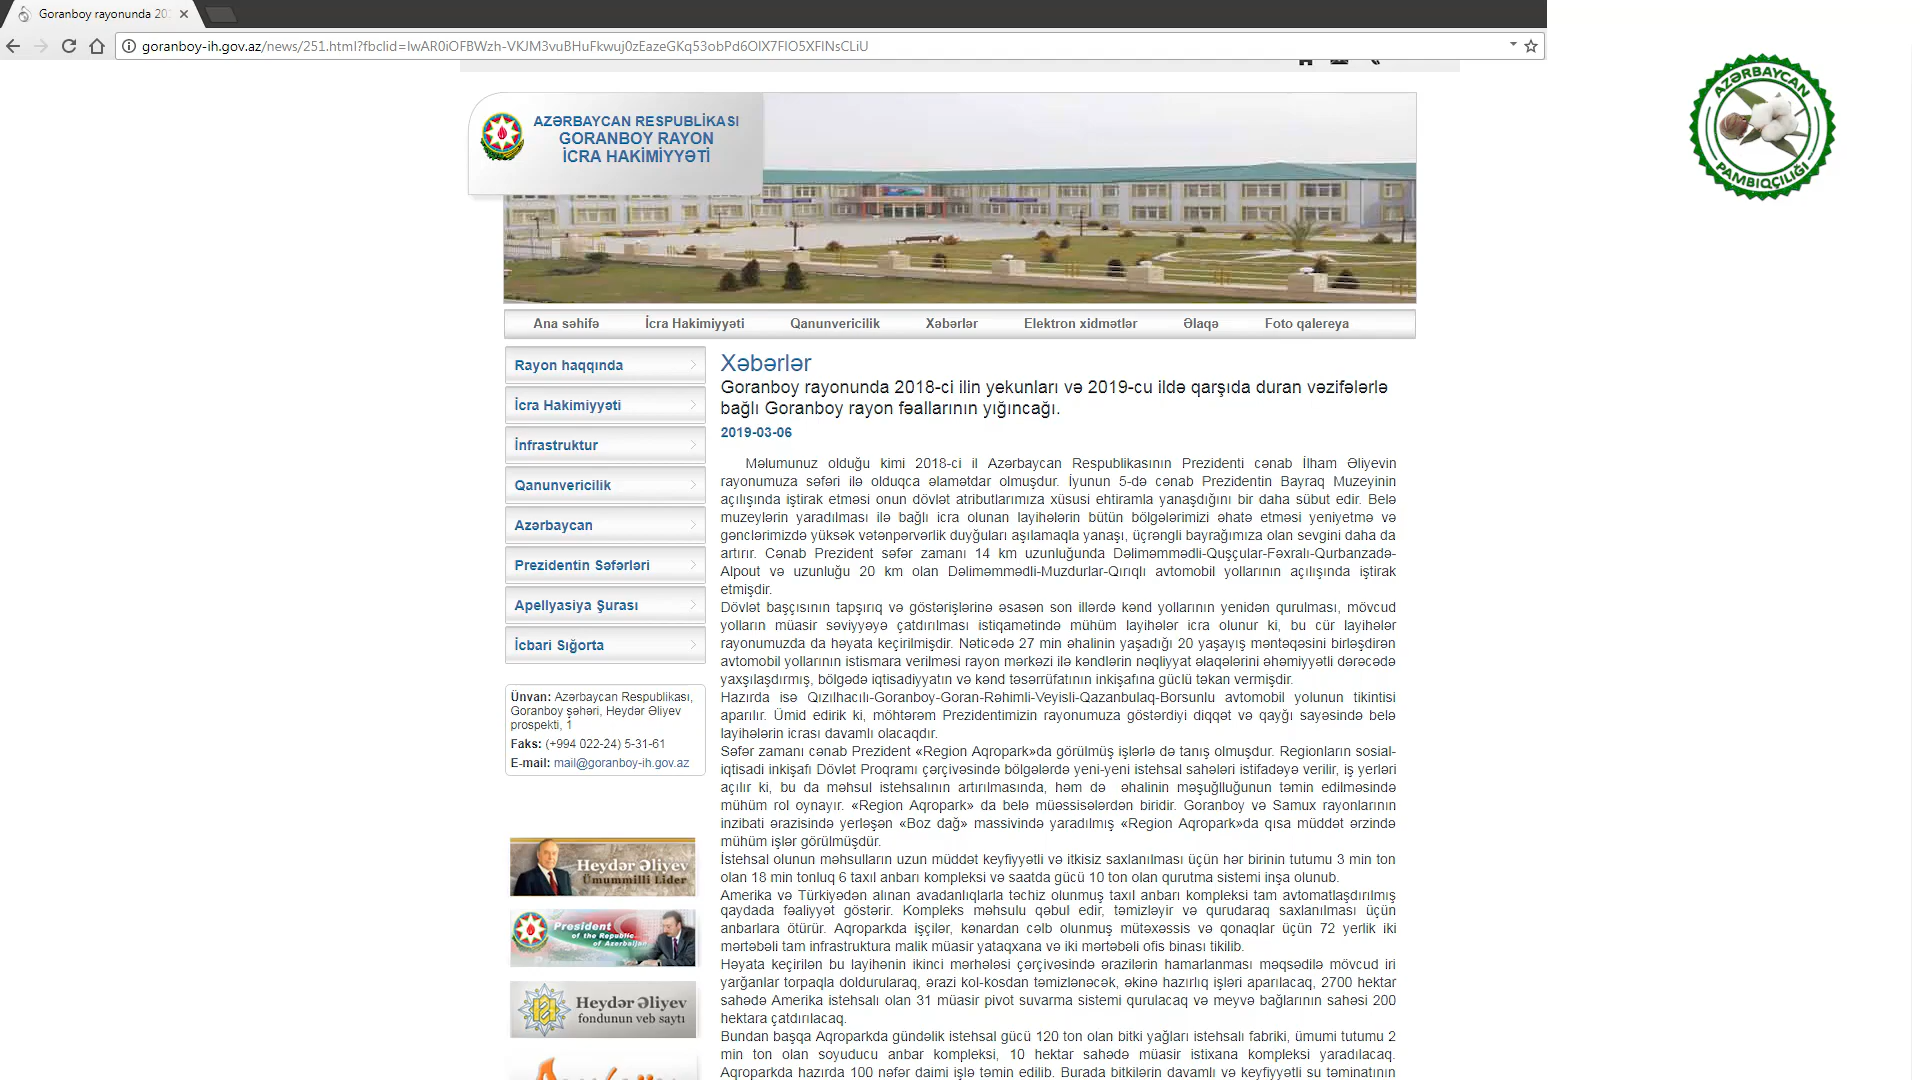 Goranboy rayonunda 20
goranboy-ih.gov.az/news/251.html?fbclid=IwAR0iOFBWzh-VKJM3vuBHuFkwuj0zEazeGKq53obPd6OIX7FIO5XFINsCLiU
AZƏRBAYCAN
PAMBIQÇILIĞI
AZƏRBAYCAN RESPUBLİKASI
GORANBOY RAYON
İCRA HAKİMİYYƏTİ
Ana səhifə İcra Hakimiyyəti Qanunvericilik Xəbərlər Elektron xidmətlər Əlaqə Foto qalereya
Rayon haqqında
İcra Hakimiyyəti
İnfrastruktur
Qanunvericilik
Azərbaycan
Prezidentin Səfərləri
Apellyasiya Şurası
İcbari Sığorta
Ünvan: Azərbaycan Respublikası,
Goranboy şəhəri, Heydər Əliyev
prospekti, 1
Faks: (+994 022-24) 5-31-61
E-mail: mail@goranboy-ih.gov.az
Heydər Əliyev
Ümummilli Lider
President
of the Republic
of Azerbaijan
Heydər Əliyev
fondunun veb saytı
Xəbərlər
Goranboy rayonunda 2018-ci ilin yekunları və 2019-cu ildə qarşıda duran vəzifələrlə
bağlı Goranboy rayon fəallarının yığıncağı.
2019-03-06
Məlumunuz olduğu kimi 2018-ci il Azərbaycan Respublikasının Prezidenti cənab İlham Əliyevin
rayonumuza səfəri ilə olduqca əlamətdar olmuşdur. İyunun 5-də cənab Prezidentin Bayraq Muzeyinin
açılışında iştirak etməsi onun dövlət atributlarımıza xüsusi ehtiramla yanaşdığını bir daha sübut edir. Belə
muzeylərin yaradılması ilə bağlı icra olunan layihələrin bütün bölgələrimizi əhatə etməsi yeniyetmə və
gənclərimizdə yüksək vətənpərvərlik duyğuları aşılamaqla yanaşı, üçrəngli bayrağımıza olan sevgini daha da
artırır. Cənab Prezident səfər zamanı 14 km uzunluğunda Dəliməmmədli-Quşçular-Fəxralı-Qurbanzadə-
Alpout və uzunluğu 20 km olan Dəliməmmədli-Muzdurlar-Qırıqlı avtomobil yollarının açılışında iştirak
etmişdir.
Dövlət başçısının tapşırıq və göstərişlərinə əsasən son illərdə kənd yollarının yenidən qurulması, mövcud
yolların müasir səviyyəyə çatdırılması istiqamətində mühüm layihələr icra olunur ki, bu cür layihələr
rayonumuzda da həyata keçirilmişdir. Nəticədə 27 min əhalinin yaşadığı 20 yaşayış məntəqəsini birləşdirən
avtomobil yollarının istismara verilməsi rayon mərkəzi ilə kəndlərin nəqliyyat əlaqələrini əhəmiyyətli dərəcədə
yaxşılaşdırmış, bölgədə iqtisadiyyatın və kənd təsərrüfatının inkişafına güclü təkan vermişdir.
Hazırda isə Qızılhacılı-Goranboy-Goran-Rəhimli-Veyisli-Qazanbulaq-Borsunlu avtomobil yolunun tikintisi
aparılır. Ümid edirik ki, möhtərəm Prezidentimizin rayonumuza göstərdiyi diqqət və qayğı sayəsində belə
layihələrin icrası davamlı olacaqdır.
Səfər zamanı cənab Prezident «Region Aqropark»da görülmüş işlərlə də tanış olmuşdur. Regionların sosial-
iqtisadi inkişafı Dövlət Proqramı çərçivəsində bölgələrdə yeni-yeni istehsal sahələri istifadəyə verilir, iş yerləri
açılır ki, bu da məhsul istehsalının artırılmasında, həm də əhalinin məşuğlluğunun təmin edilməsində
mühüm rol oynayır. «Region Aqropark» da belə müəssisələrdən biridir. Goranboy və Samux rayonlarının
inzibati ərazisində yerləşən «Boz dağ» massivində yaradılmış «Region Aqropark»da qısa müddət ərzində
mühüm işlər görülmüşdür.
İstehsal olunun məhsulların uzun müddət keyfiyyətli və itkisiz saxlanılması üçün hər birinin tutumu 3 min ton
olan 18 min tonluq 6 taxıl anbarı kompleksi və saatda gücü 10 ton olan qurutma sistemi inşa olunub.
Amerika və Türkiyədən alınan avadanlıqlarla təchiz olunmuş taxıl anbarı kompleksi tam avtomatlaşdırılmış
qaydada fəaliyyət göstərir. Kompleks məhsulu qəbul edir, təmizləyir və qurudaraq saxlanılması üçün
anbarlara ötürür. Aqroparkda işçilər, kənardan cəlb olunmuş mütəxəssis və qonaqlar üçün 72 yerlik iki
mərtəbəli tam infrastruktura malik müasir yataqxana və iki mərtəbəli ofis binası tikilib.
Həyata keçirilən bu layihənin ikinci mərhələsi çərçivəsində ərazilərin hamarlanması məqsədilə mövcud iri
yarğanlar torpaqla doldurularaq, ərazi kol-kosdan təmizlənəcək, əkinə hazırlıq işləri aparılacaq, 2700 hektar
sahədə Amerika istehsalı olan 31 müasir pivot suvarma sistemi qurulacaq və meyvə bağlarının sahəsi 200
hektara çatdırılacaq.
Bundan başqa Aqroparkda gündəlik istehsal gücü 120 ton olan bitki yağları istehsalı fabriki, ümumi tutumu 2
min ton olan soyuducu anbar kompleksi, 10 hektar sahədə müasir istixana kompleksi yaradılacaq.
Aqroparkda hazırda 100 nəfər daimi işlə təmin edilib. Burada bitkilərin davamlı və keyfiyyətli su təminatının